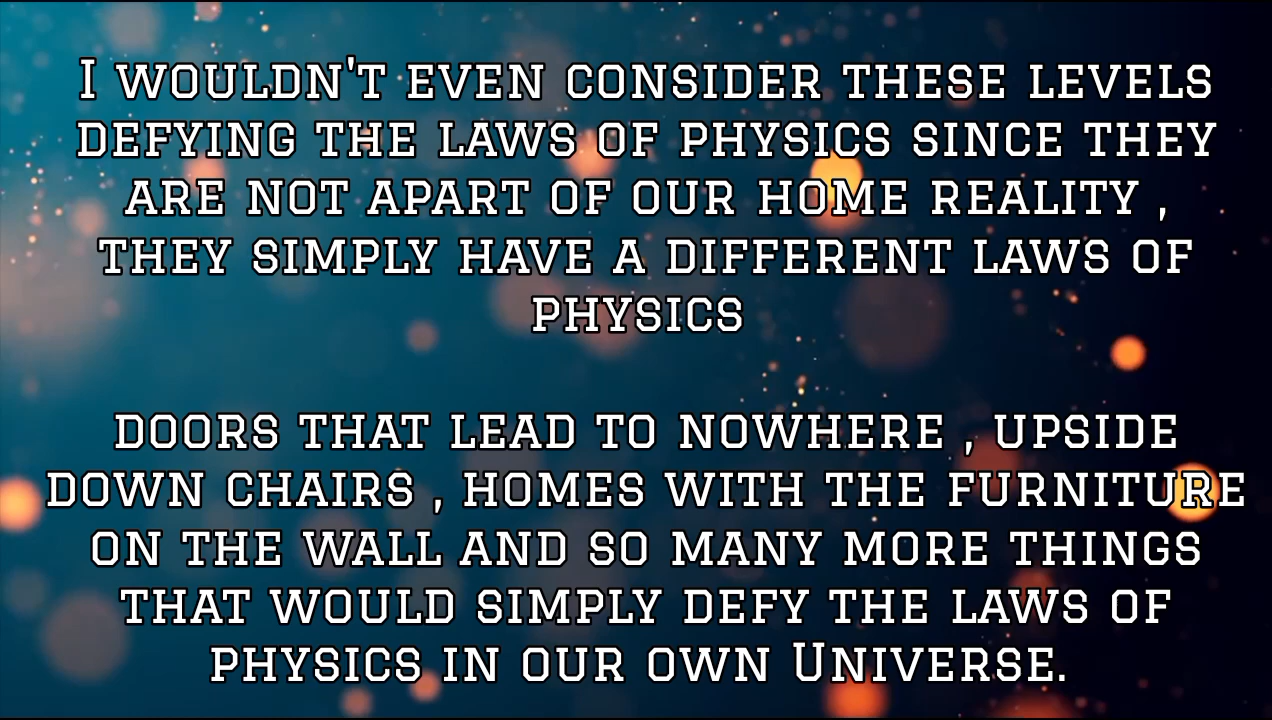 I wouldn't even consider these levels
defying the laws of physics since they
are not apart of our home reality ,
they simply have a different laws of
physics
doors that lead to nowhere , upside
down chairs , homes with the furniture
on the wall and so many more things
that would simply defy the laws of
physics in our own Universe.